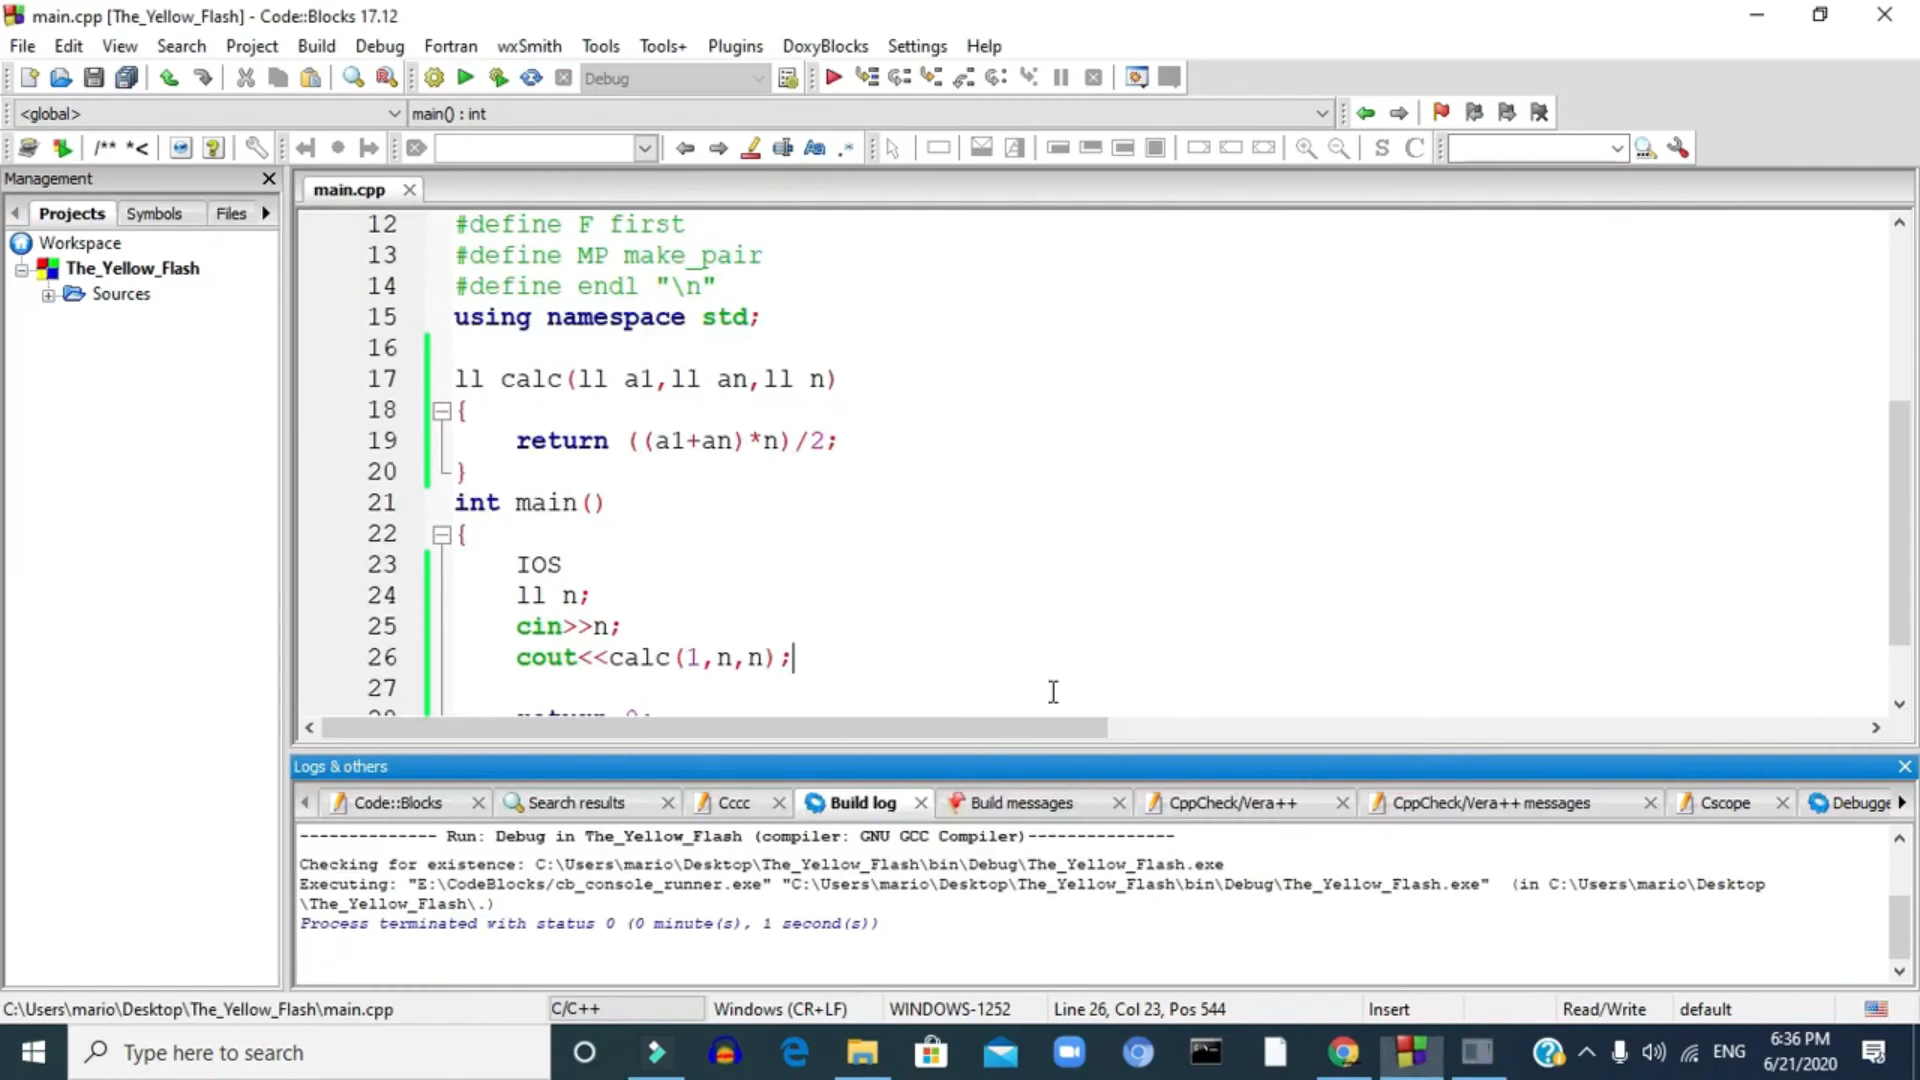 main.cpp [The_Yellow_Flash] - Code::Blocks 17.12
File Edit View Search Project Build Debug Fortran wxSmith Tools Tools+ Plugins DoxyBlocks Settings Help
Debug
<global> main() : int
/** *<
S C
Management
Projects Symbols Files
Workspace
The_Yellow_Flash
Sources
main.cpp
12 #define F first
13 #define MP make_pair
14 #define endl "\n"
15 using namespace std;
16
17 ll calc(ll a1,ll an,ll n)
18 {
19 return ((a1+an)*n)/2;
20 }
21 int main()
22 {
23 IOS
24 ll n;
25 cin>>n;
26 cout<<calc(1,n,n);
27
Logs & others
Code::Blocks Search results Cccc Build log Build messages CppCheck/Vera++ CppCheck/Vera++ messages Cscope Debugge
-------------- Run: Debug in The_Yellow_Flash (compiler: GNU GCC Compiler)---------------
Checking for existence: C:\Users\mario\Desktop\The_Yellow_Flash\bin\Debug\The_Yellow_Flash.exe
Executing: "E:\CodeBlocks/cb_console_runner.exe" "C:\Users\mario\Desktop\The_Yellow_Flash\bin\Debug\The_Yellow_Flash.exe" (in C:\Users\mario\Desktop
\The_Yellow_Flash\.)
Process terminated with status 0 (0 minute(s), 1 second(s))
C:\Users\mario\Desktop\The_Yellow_Flash\main.cpp C/C++ Windows (CR+LF) WINDOWS-1252 Line 26, Col 23, Pos 544 Insert Read/Write default
Type here to search
ENG
6:36 PM
6/21/2020